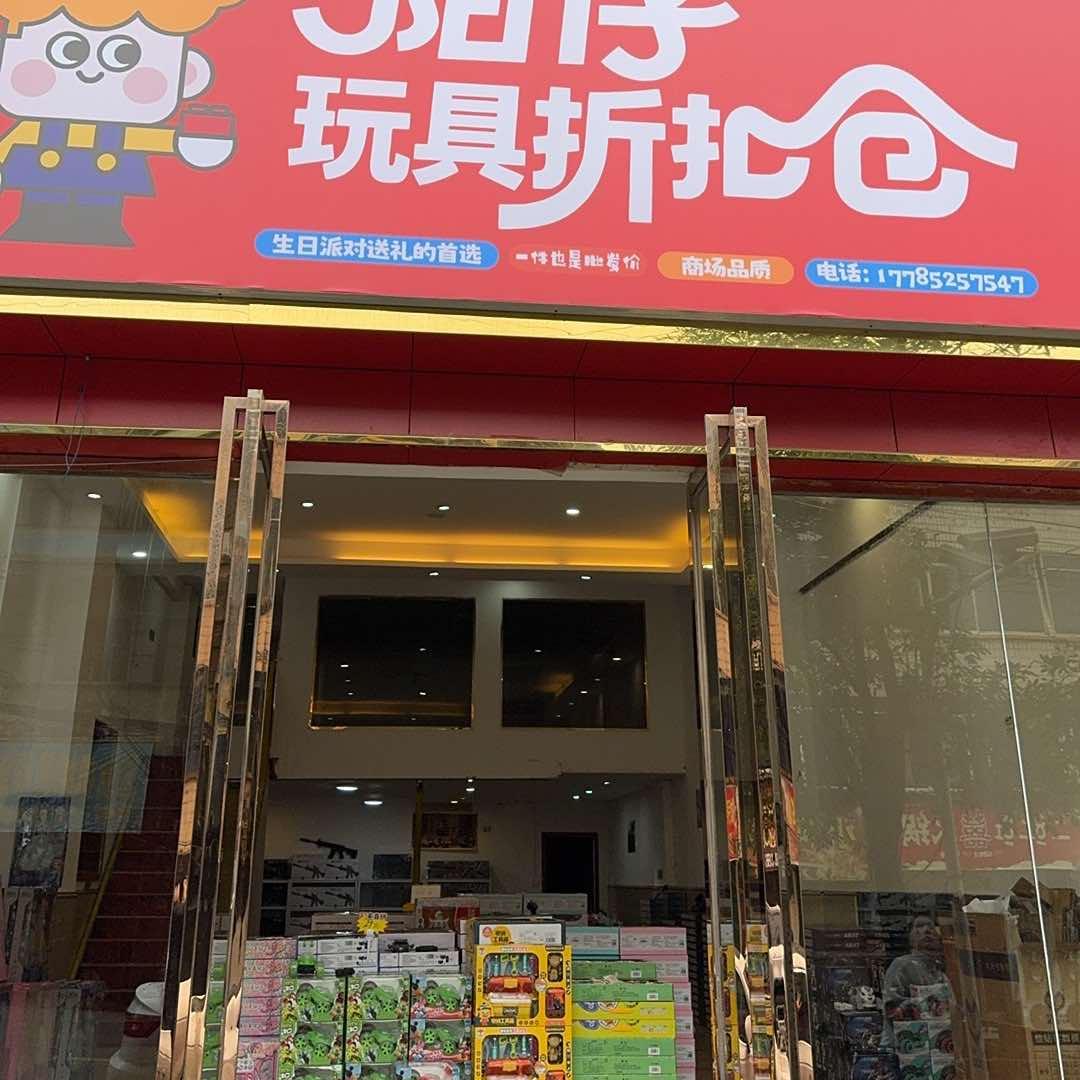 玩具折扣仓
生日派对送礼的首选
一件也是批发价
商场品质
电话: 17785257547